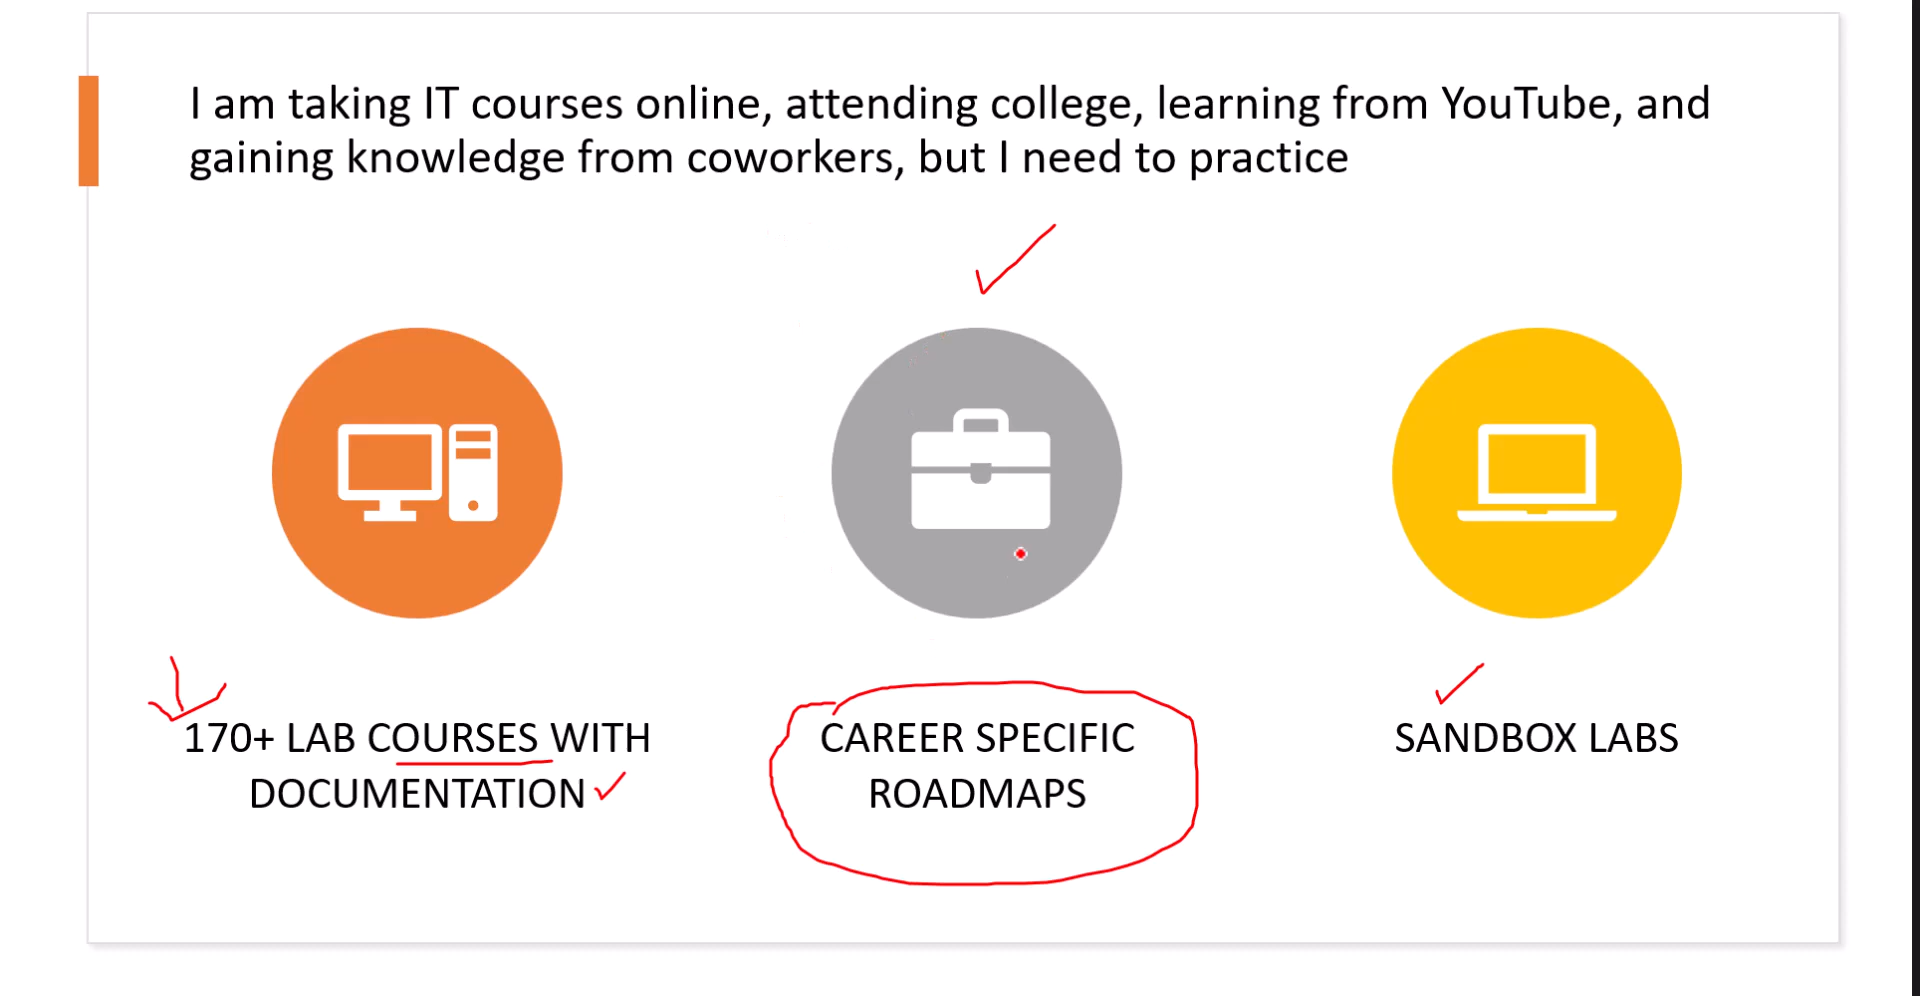 I am taking IT courses online, attending college, learning from YouTube, and
gaining knowledge from coworkers, but I need to practice
170+ LAB COURSES WITH
DOCUMENTATION
CAREER SPECIFIC
ROADMAPS
SANDBOX LABS